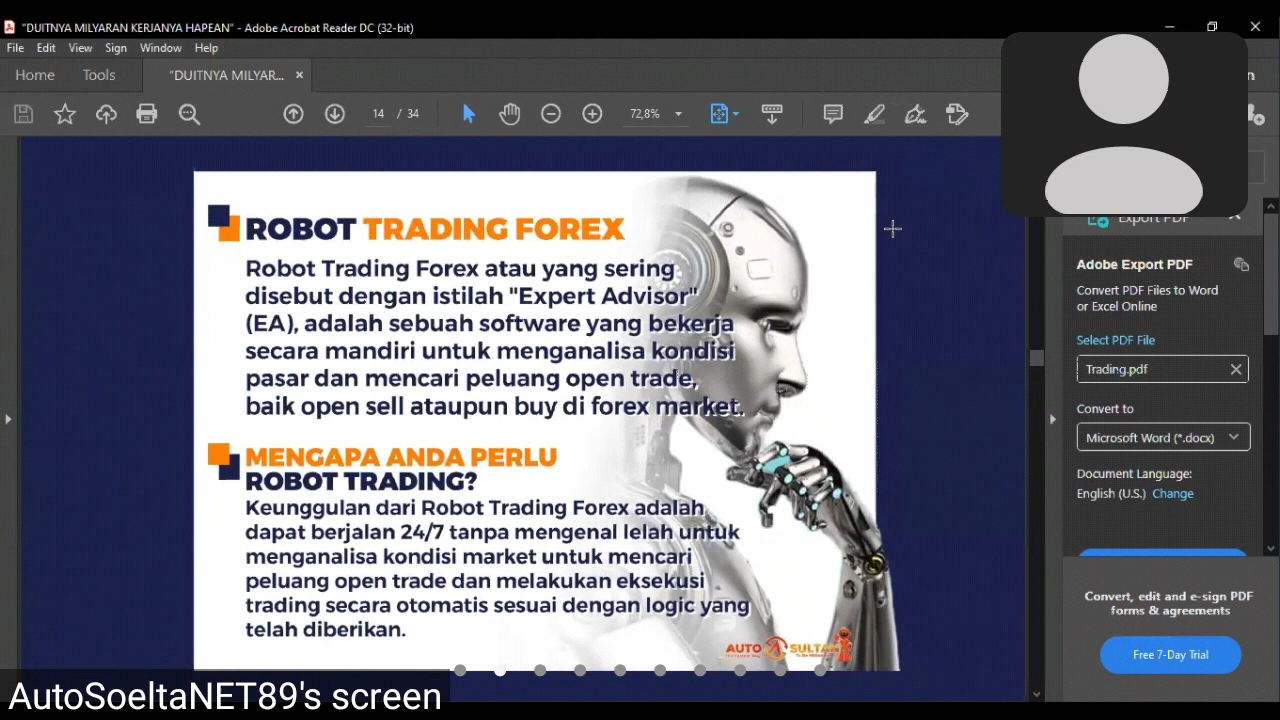 "DUITNYA MILYARAN KERJANYA HAPEAN" - Adobe Acrobat Reader DC (32-bit)
File Edit View Sign Window Help
Home Tools "DUITNYA MILYAR... ×
14 / 34 72,8%
ROBOT TRADING FOREX
Robot Trading Forex atau yang sering
disebut dengan istilah "Expert Advisor"
(EA), adalah sebuah software yang bekerja
secara mandiri untuk menganalisa kondisi
pasar dan mencari peluang open trade,
baik open sell ataupun buy di forex market.
MENGAPA ANDA PERLU
ROBOT TRADING?
Keunggulan dari Robot Trading Forex adalah
dapat berjalan 24/7 tanpa mengenal lelah untuk
menganalisa kondisi market untuk mencari
peluang open trade dan melakukan eksekusi
trading secara otomatis sesuai dengan logic yang
telah diberikan.
AUTO SULTAN
Export PDF
Adobe Export PDF
Convert PDF Files to Word
or Excel Online
Select PDF File
Trading.pdf
Convert to
Microsoft Word (*.docx)
Document Language:
English (U.S.) Change
Convert, edit and e-sign PDF
forms & agreements
Free 7-Day Trial
AutoSoeltaNET89's screen